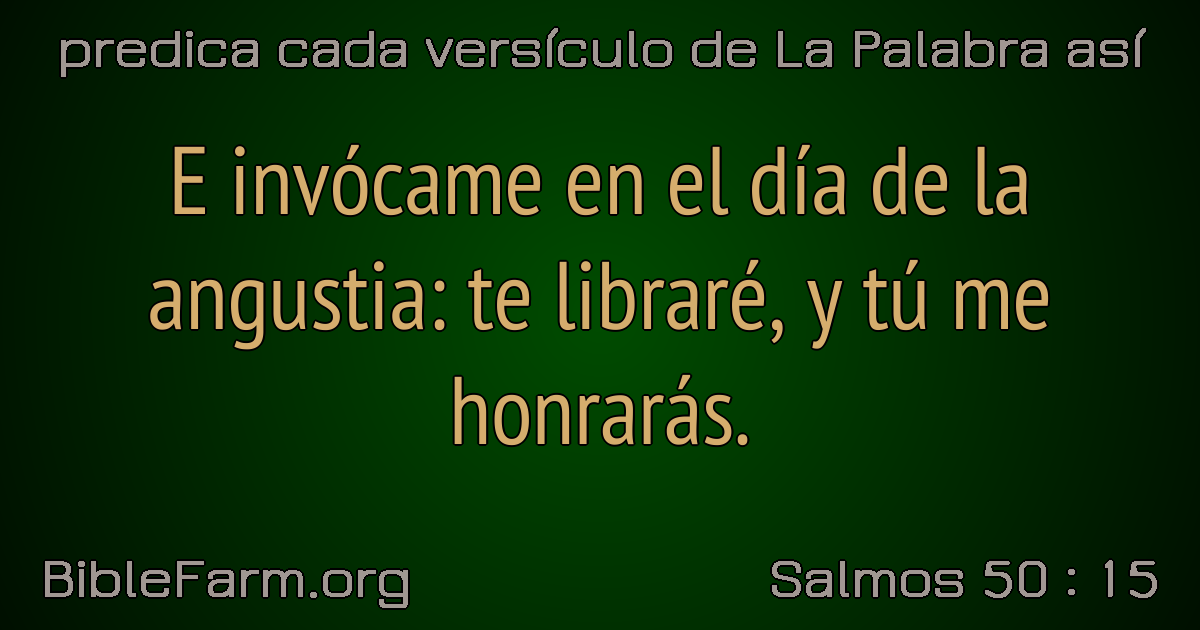 predica cada versículo de La Palabra así
E invócame en el día de la
angustia: te libraré, y tú me
honrarás.
BibleFarm.org
Salmos 50 : 15